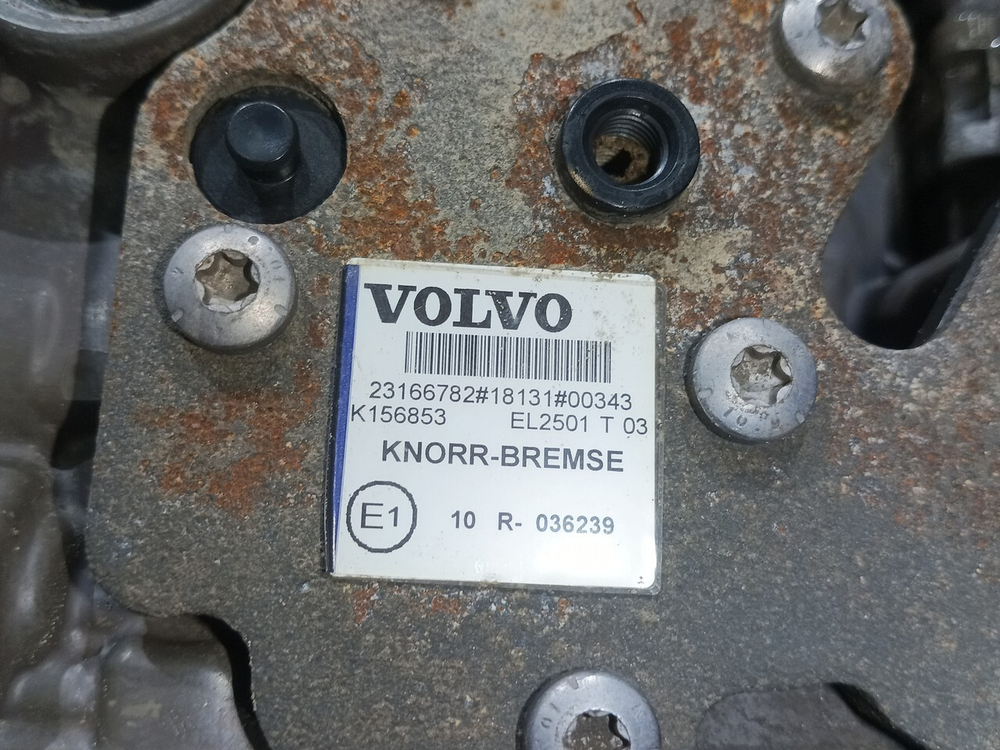 VOLVO
23166782#18131#00343
K156853 EL2501 T 03
KNORR-BREMSE
E1 10 R- 036239